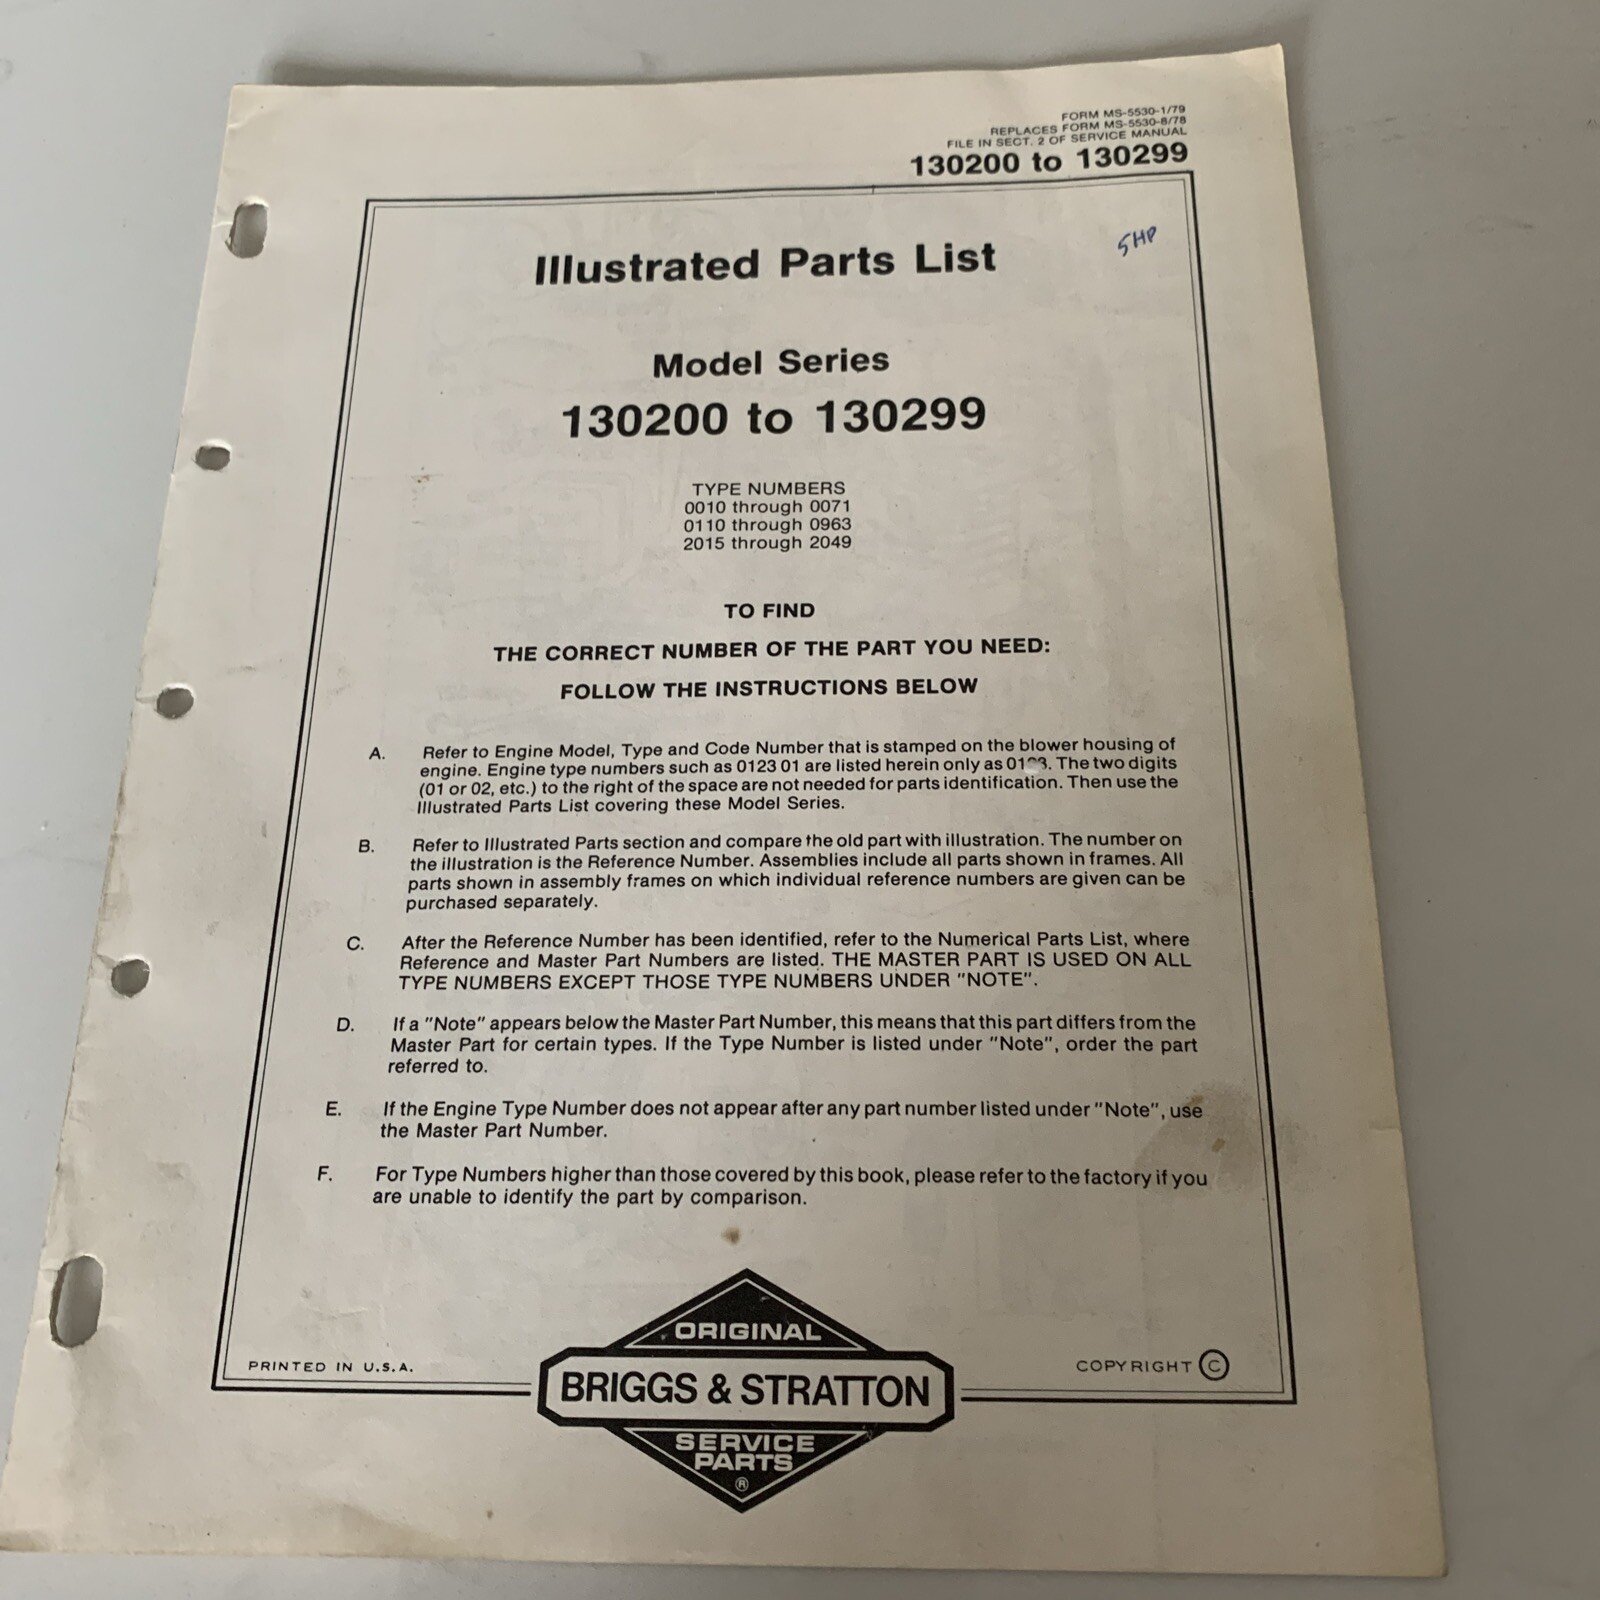 FORM MS-5530-1/79
REPLACES FORM MS-5530-8/78
FILE IN SECT. 2 OF SERVICE MANUAL
130200 to 130299
5HP
Illustrated Parts List
Model Series
130200 to 130299
TYPE NUMBERS
0010 through 0071
0110 through 0963
2015 through 2049
TO FIND
THE CORRECT NUMBER OF THE PART YOU NEED:
FOLLOW THE INSTRUCTIONS BELOW
A. Refer to Engine Model, Type and Code Number that is stamped on the blower housing of
engine. Engine type numbers such as 0123 01 are listed herein only as The two digits
(01 or 02, etc.) to the right of the space are not needed for parts identification. Then use the
Illustrated Parts List covering these Model Series.
B. Refer to Illustrated Parts section and compare the old part with illustration. The number on
the illustration is the Reference Number. Assemblies include all parts shown in frames. All
parts shown in assembly frames on which individual reference numbers are given can be
purchased separately.
C. After the Reference Number has been identified, refer to the Numerical Parts List, where
Reference and Master Part Numbers are listed. THE MASTER PART IS USED ON ALL
TYPE NUMBERS EXCEPT THOSE TYPE NUMBERS UNDER "NOTE".
D. If a "Note" appears below the Master Part Number, this means that this part differs from the
Master Part for certain types. If the Type Number is listed under "Note", order the part
referred to.
E. If the Engine Type Number does not appear after any part number listed under "Note", use
the Master Part Number.
F. For Type Numbers higher than those covered by this book, please refer to the factory if you
are unable to identify the part by comparison.
ORIGINAL
BRIGGS & STRATTON
SERVICE
PARTS
®
PRINTED IN U.S.A.
COPYRIGHT ©